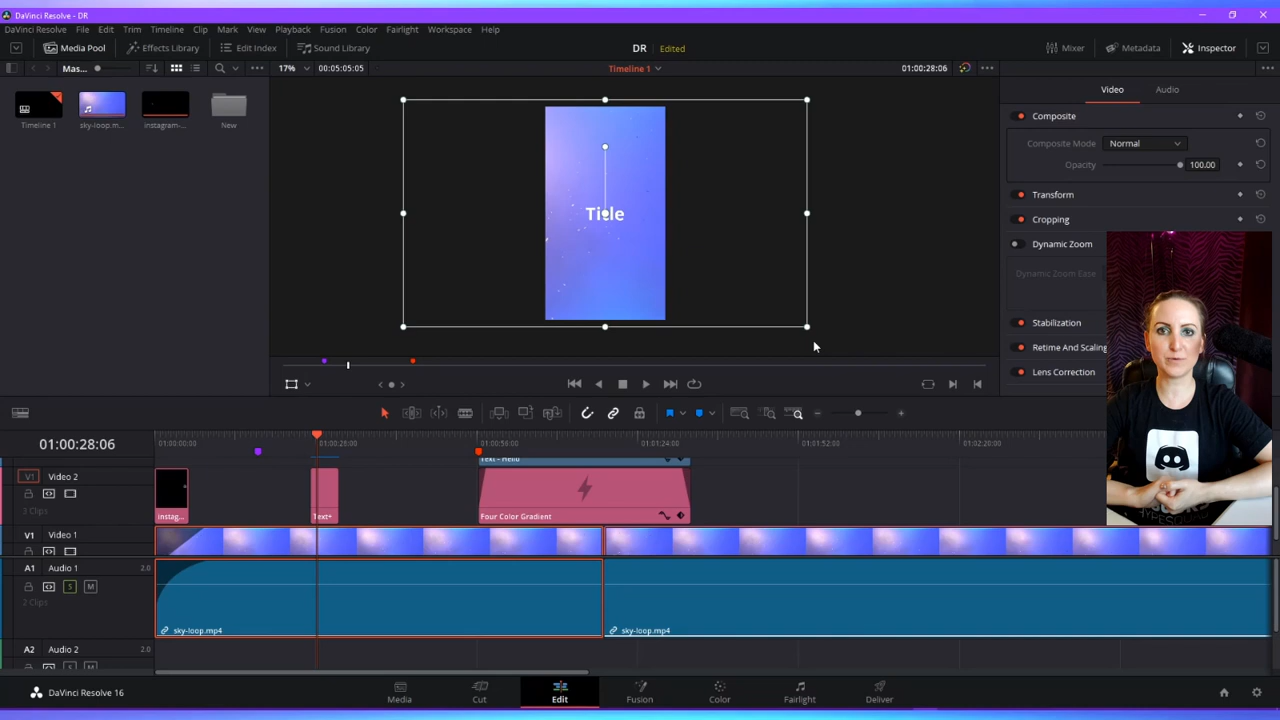 DaVinci Resolve - DR
DaVinci Resolve File Edit Trim Timeline Clip Mark View Playback Fusion Color Fairlight Workspace Help
Media Pool Effects Library Edit Index Sound Library DR Edited Mixer Metadata Inspector
Mas... 17% 00:05:05:05 Timeline 1 01:00:28:06
Video Audio
Timeline 1 sky-loop.m... instagram-... New
Composite
Composite Mode Normal
Opacity 100.00
Transform
Cropping
Dynamic Zoom
Dynamic Zoom Ease
Stabilization
Retime And Scaling
Lens Correction
Title
01:00:28:06
01:00:00:00 01:00:28:00 01:00:56:00 01:01:24:00 01:01:52:00 01:02:20:00
Text - Hello
V1 Video 2
3 Clips
instag... Text+ Four Color Gradient
V1 Video 1
A1 Audio 1 2.0
S M
2 Clips
sky-loop.mp4 sky-loop.mp4
A2 Audio 2 2.0
DaVinci Resolve 16
Media Cut Edit Fusion Color Fairlight Deliver